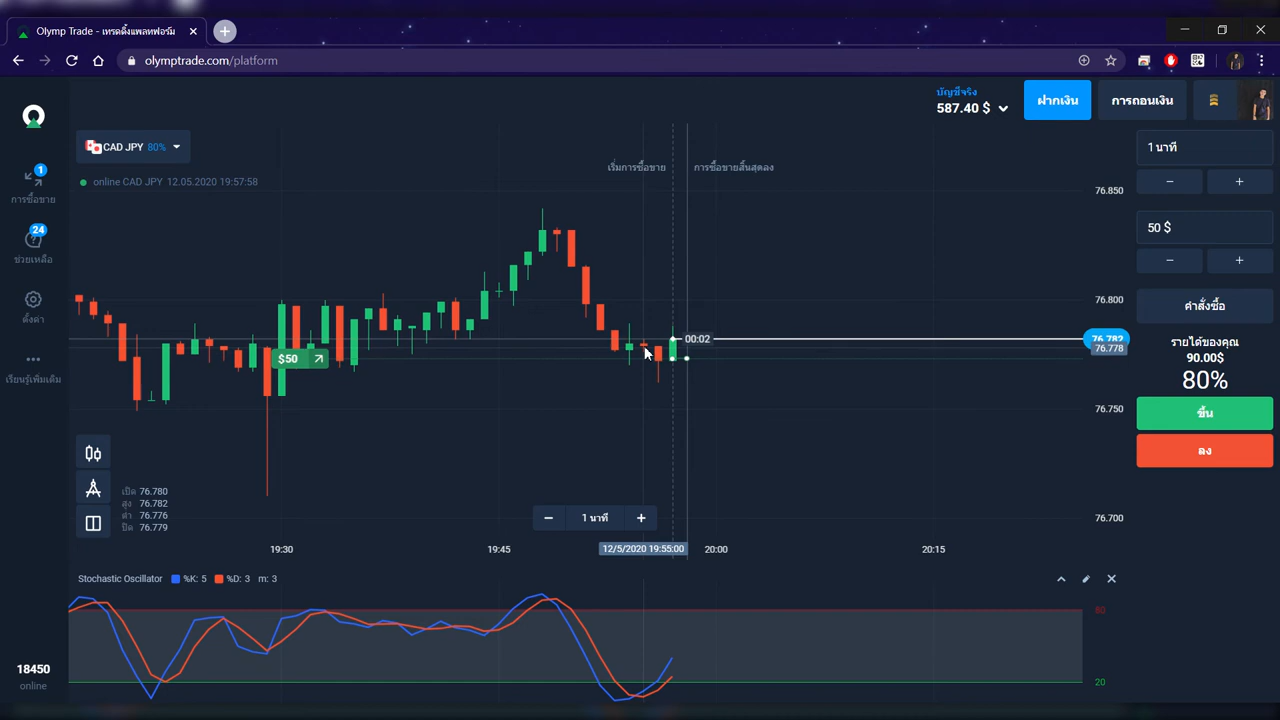 Olymp Trade - เทรดดิ้งแพลทฟอร์ม
olymptrade.com/platform
บัญชีจริง
587.40 $
ฝากเงิน
การถอนเงิน
CAD JPY 80%
online CAD JPY 12.05.2020 19:57:58
เริ่มการซื้อขาย
การซื้อขายสิ้นสุดลง
1
การซื้อขาย
24
ช่วยเหลือ
ตั้งค่า
เรียนรู้เพิ่มเติม
1 นาที
50 $
คำสั่งซื้อ
รายได้ของคุณ
90.00$
80%
ขึ้น
ลง
76.850
76.800
76.782
76.778
76.750
76.700
$50
00:02
เปิด 76.780
สูง 76.782
ต่ำ 76.776
ปิด 76.779
1 นาที
19:30
19:45
12/5/2020 19:55:00
20:00
20:15
Stochastic Oscillator %K: 5 %D: 3 m: 3
80
20
18450
online